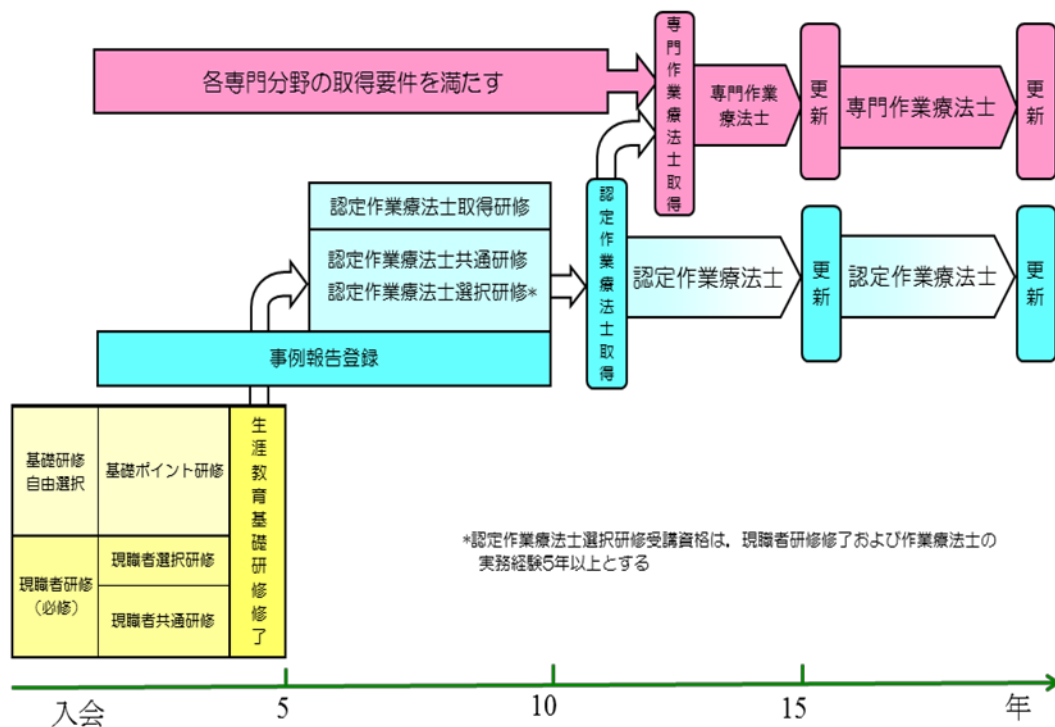 各専門分野の取得要件を満たす
専門作業療法士取得
専門作業
療法士
更新
専門作業療法士
更新
認定作業療法士取得研修
認定作業療法士共通研修
認定作業療法士選択研修*
事例報告登録
認定作業療法士取得
認定作業療法士
更新
認定作業療法士
更新
基礎研修
自由選択
基礎ポイント研修
現職者研修
(必修)
現職者選択研修
現職者共通研修
生涯教育基礎研修修了
*認定作業療法士選択研修受講資格は，現職者研修修了および作業療法士の
実務経験5年以上とする
入会 5 10 15 年